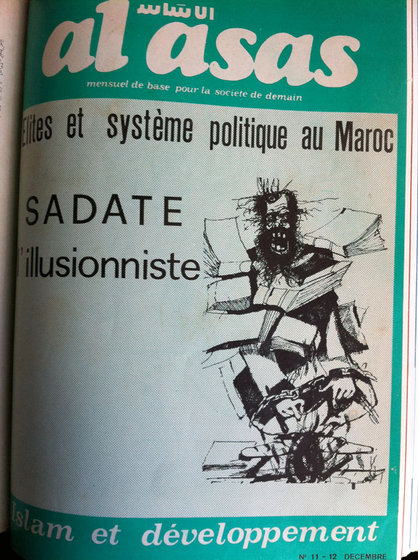 الأساس
al asas
mensuel de base pour la société de demain
Elites et système politique au Maroc
SADATE
l'illusionniste
Islam et développement
N° 11 - 12 DECEMBRE